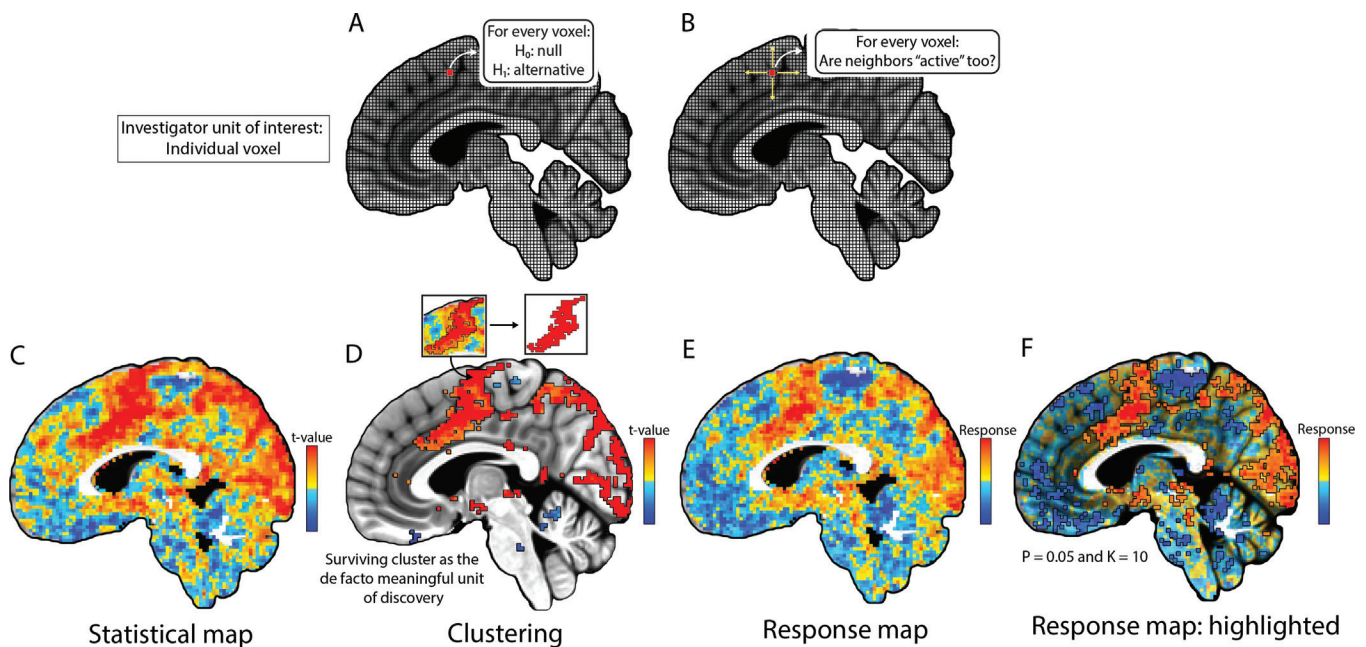 A
For every voxel:
H₀: null
H₁: alternative
B
For every voxel:
Are neighbors “active” too?
Investigator unit of interest:
Individual voxel
C
t-value
Statistical map
D
t-value
Surviving cluster as the
de facto meaningful unit
of discovery
Clustering
E
Response
Response map
F
Response
P = 0.05 and K = 10
Response map: highlighted